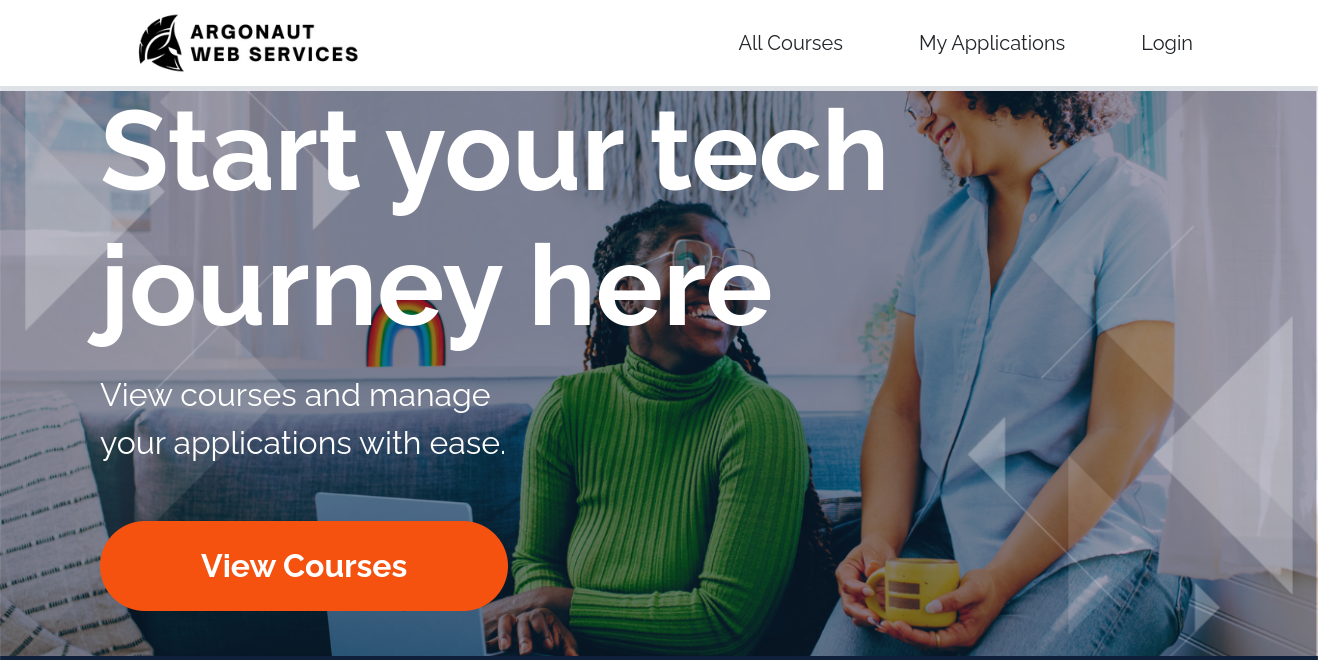 ARGONAUT
WEB SERVICES
All Courses
My Applications
Login
Start your tech
journey here
View courses and manage
your applications with ease.
View Courses